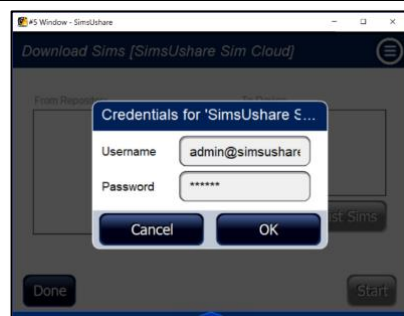 #5 Window - SimsUshare
Download Sims [SimsUshare Sim Cloud]
From Repository
To Device
Credentials for 'SimsUshare S...
Username
admin@simsushare
Password
******
Cancel
OK
st Sims
Done
Start